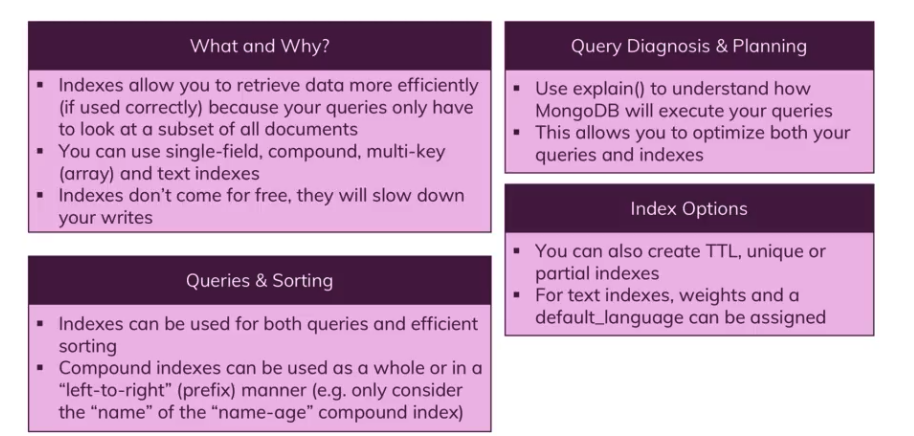 What and Why?
▪ Indexes allow you to retrieve data more efficiently
(if used correctly) because your queries only have
to look at a subset of all documents
▪ You can use single-field, compound, multi-key
(array) and text indexes
▪ Indexes don’t come for free, they will slow down
your writes
Queries & Sorting
▪ Indexes can be used for both queries and efficient
sorting
▪ Compound indexes can be used as a whole or in a
“left-to-right” (prefix) manner (e.g. only consider
the “name” of the “name-age” compound index)
Query Diagnosis & Planning
▪ Use explain() to understand how
MongoDB will execute your queries
▪ This allows you to optimize both your
queries and indexes
Index Options
▪ You can also create TTL, unique or
partial indexes
▪ For text indexes, weights and a
default_language can be assigned